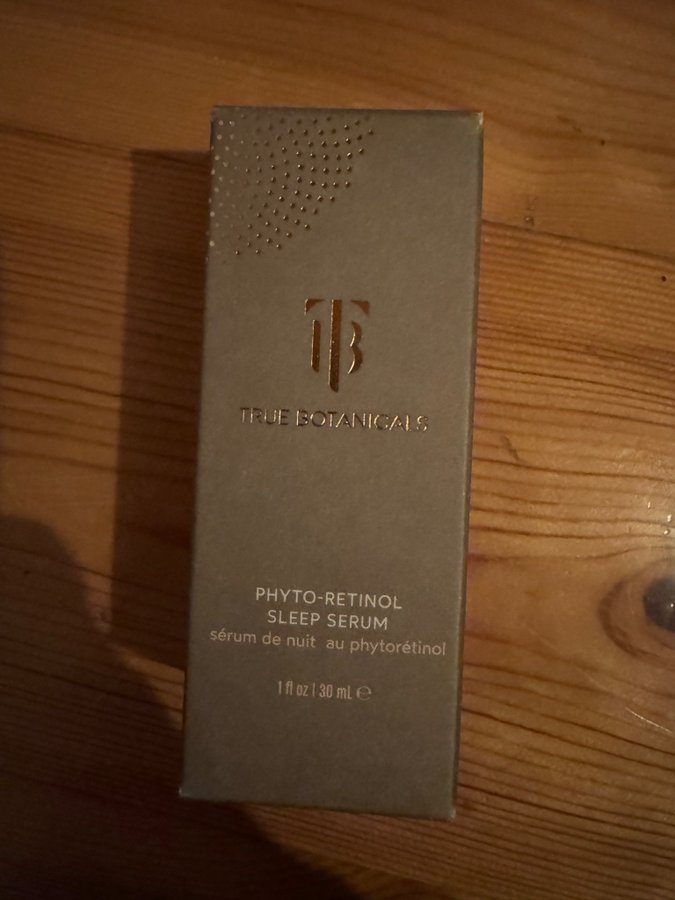 TB
TRUE BOTANICALS
PHYTO-RETINOL
SLEEP SERUM
sérum de nuit au phytorétinol
1 fl oz | 30 mL ℮